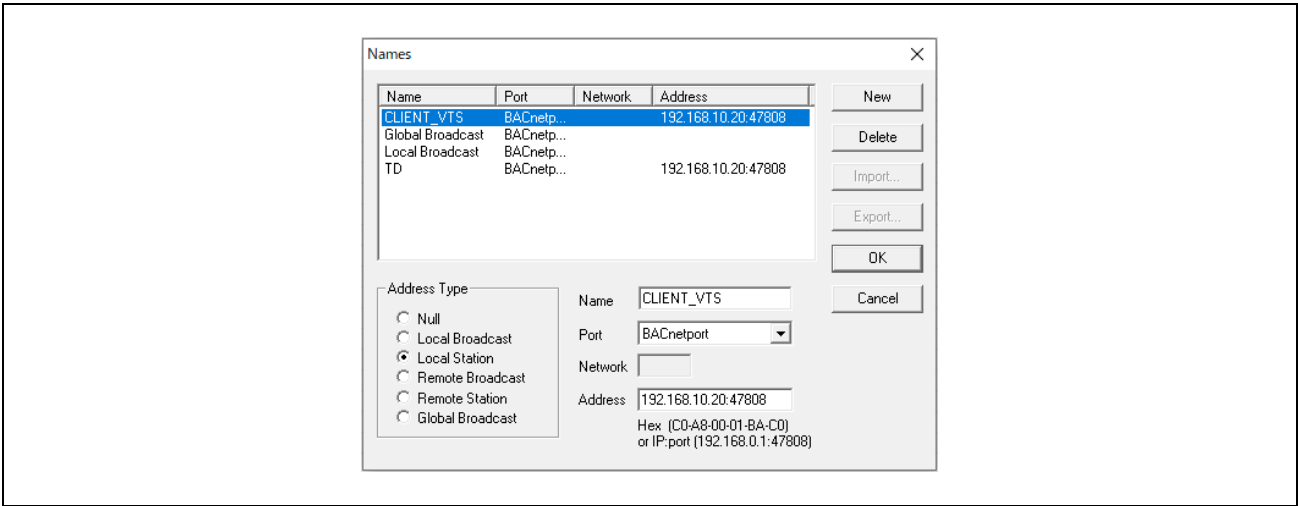 Names
Name Port Network Address
CLIENT_VTS BACnetp... 192.168.10.20:47808
Global Broadcast BACnetp...
Local Broadcast BACnetp...
TD BACnetp... 192.168.10.20:47808
New
Delete
Import...
Export...
OK
Cancel
Address Type
Null
Local Broadcast
Local Station
Remote Broadcast
Remote Station
Global Broadcast
Name CLIENT_VTS
Port BACnetport
Network
Address 192.168.10.20:47808
Hex (C0-A8-00-01-BA-C0)
or IP:port (192.168.0.1:47808)